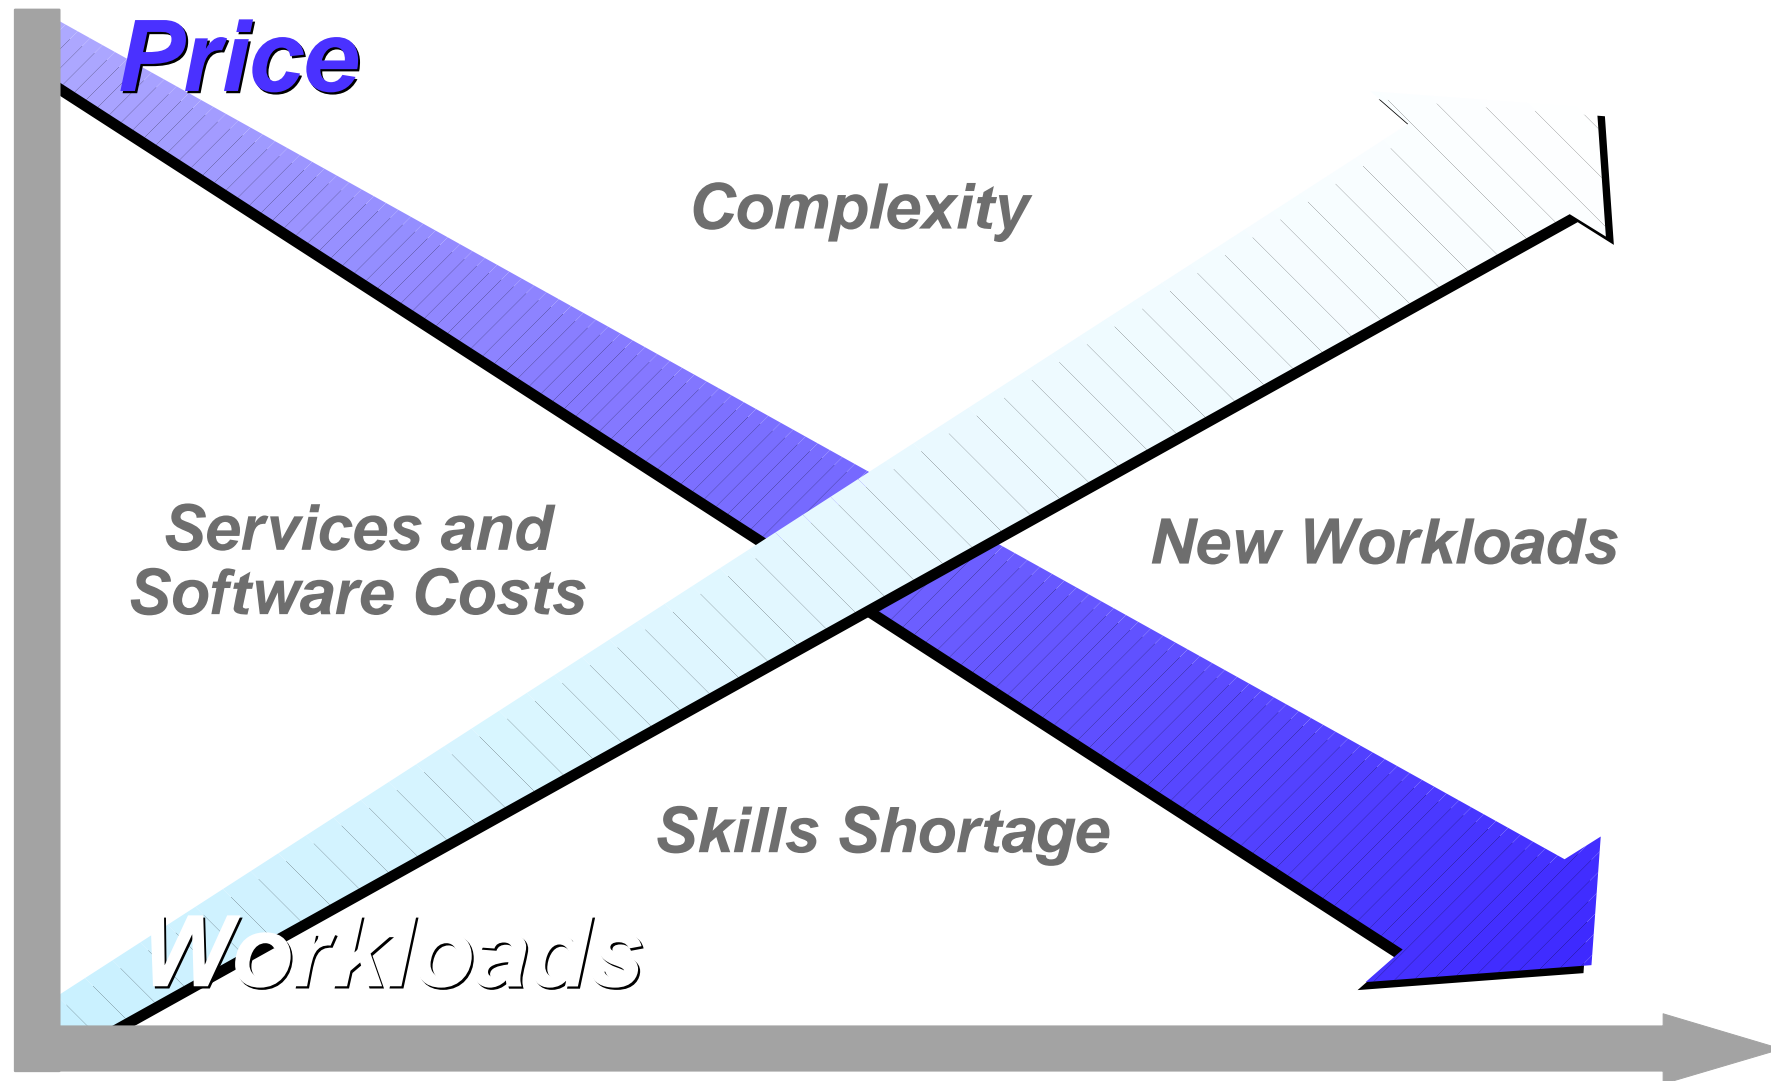 Price
Complexity
Services and
Software Costs
New Workloads
Skills Shortage
Workloads